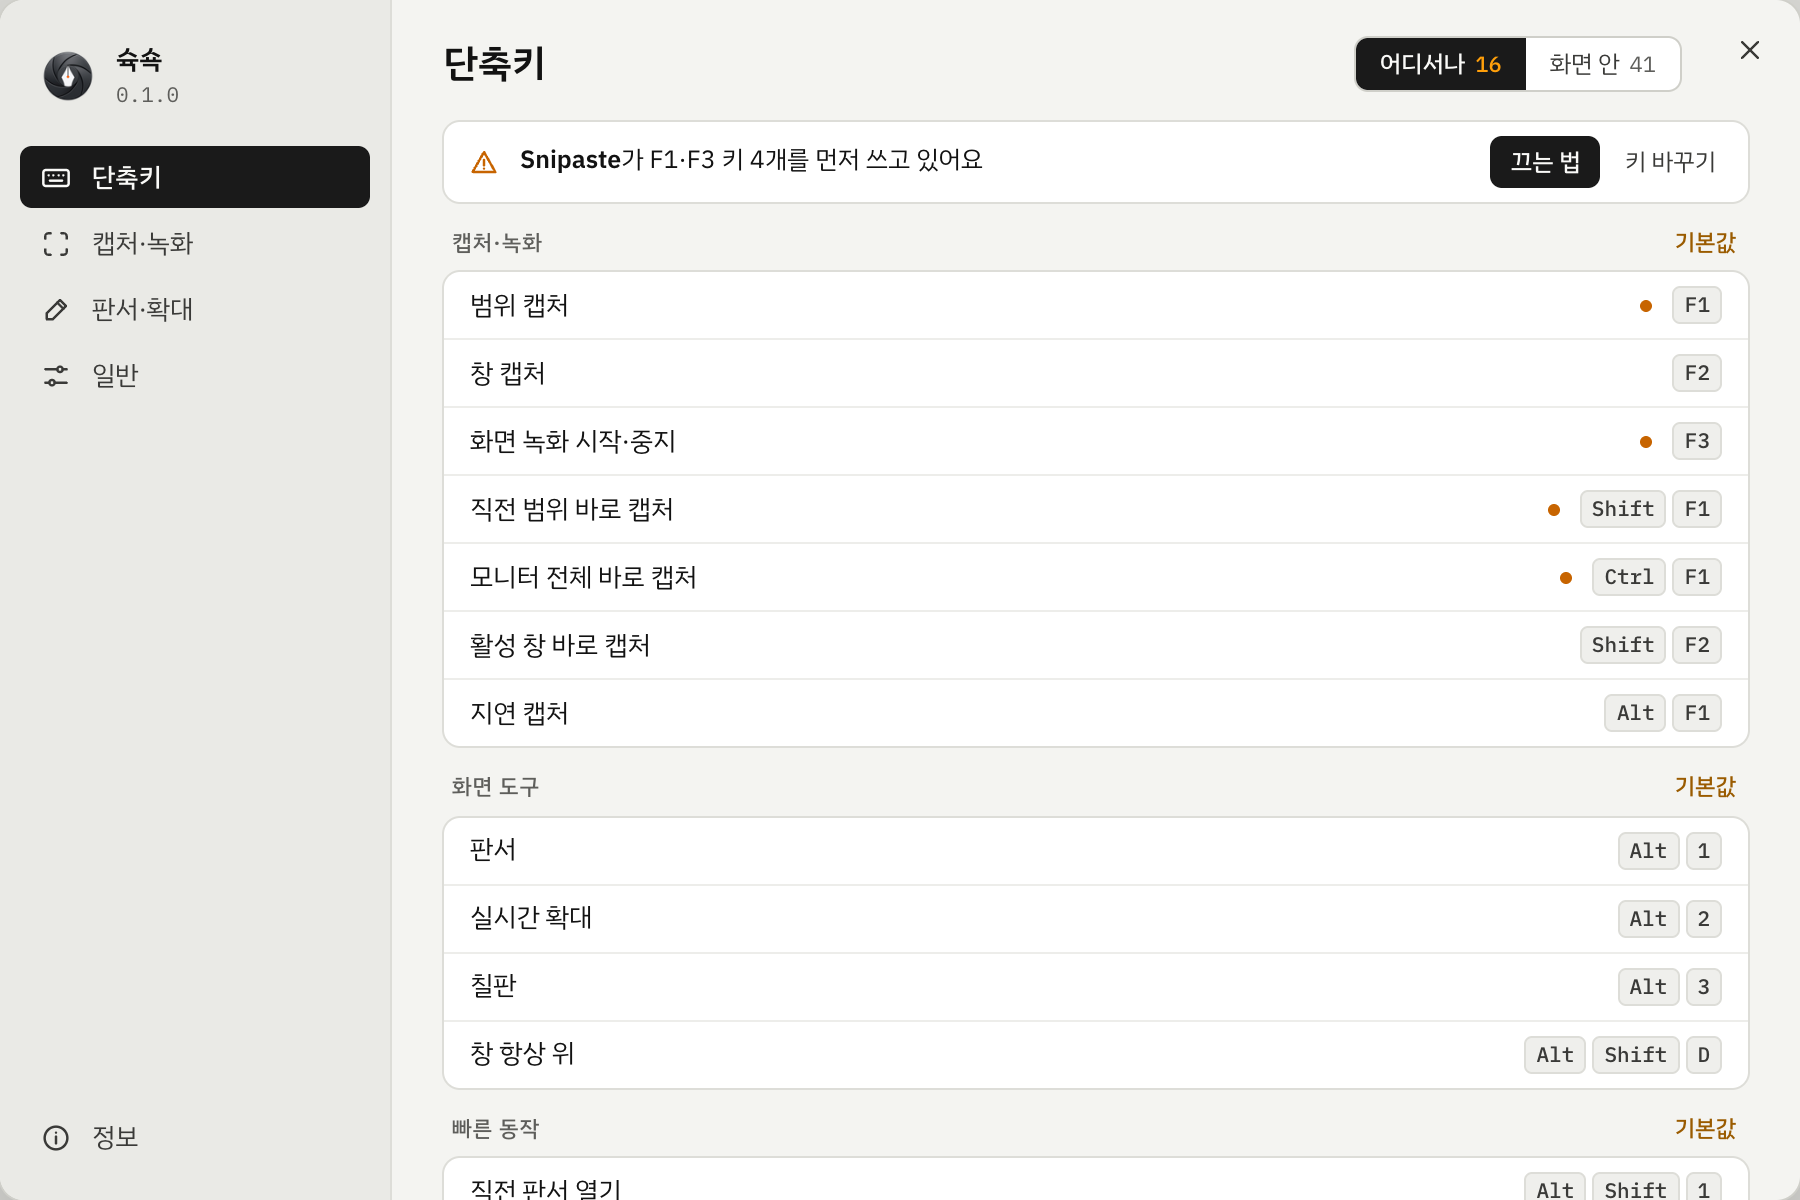 슉쇽
0.1.0
단축키
캡처·녹화
판서·확대
일반
정보
단축키
어디서나 16
화면 안 41
Snipaste가 F1·F3 키 4개를 먼저 쓰고 있어요
끄는 법
키 바꾸기
캡처·녹화
기본값
범위 캡처
F1
창 캡처
F2
화면 녹화 시작·중지
F3
직전 범위 바로 캡처
Shift F1
모니터 전체 바로 캡처
Ctrl F1
활성 창 바로 캡처
Shift F2
지연 캡처
Alt F1
화면 도구
기본값
판서
Alt 1
실시간 확대
Alt 2
칠판
Alt 3
창 항상 위
Alt Shift D
빠른 동작
기본값
직전 판서 열기
Alt Shift 1